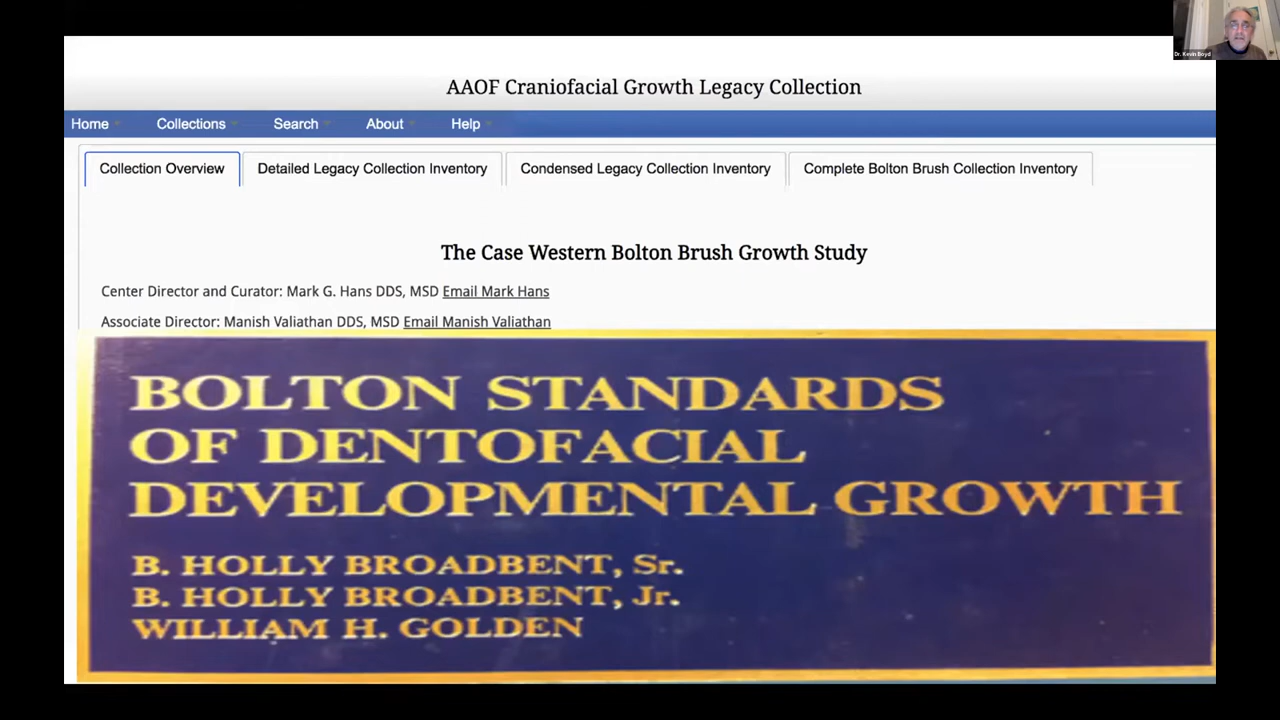 Dr. Kevin Boyd
AAOF Craniofacial Growth Legacy Collection
Home Collections Search About Help
Collection Overview Detailed Legacy Collection Inventory Condensed Legacy Collection Inventory Complete Bolton Brush Collection Inventory
The Case Western Bolton Brush Growth Study
Center Director and Curator: Mark G. Hans DDS, MSD Email Mark Hans
Associate Director: Manish Valiathan DDS, MSD Email Manish Valiathan
BOLTON STANDARDS
OF DENTOFACIAL
DEVELOPMENTAL GROWTH
B. HOLLY BROADBENT, Sr.
B. HOLLY BROADBENT, Jr.
WILLIAM H. GOLDEN